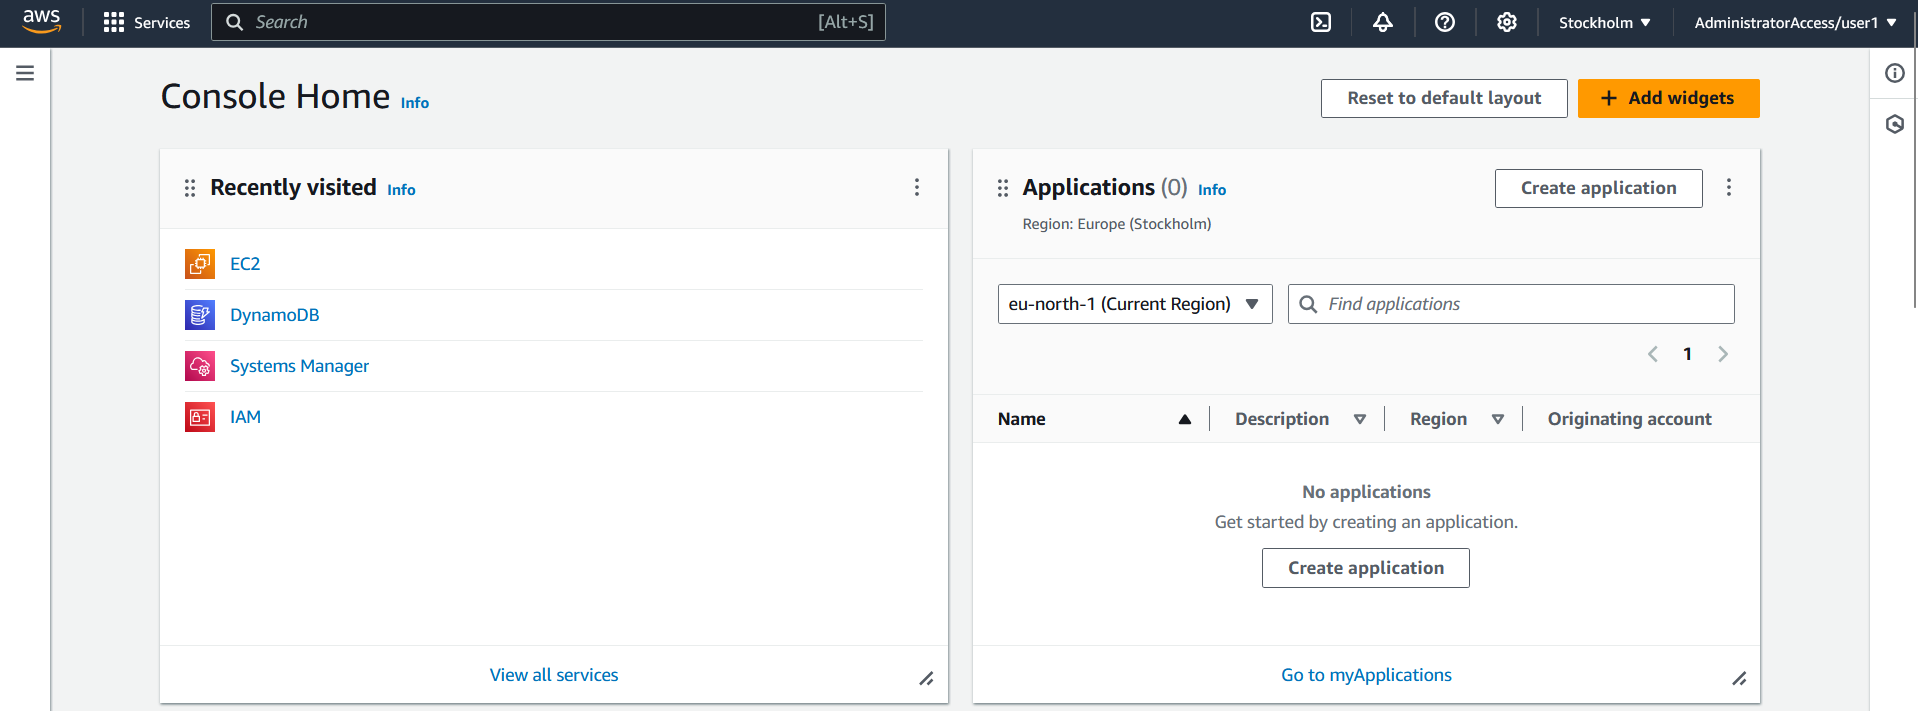 aws Services Search [Alt+S] Stockholm AdministratorAccess/user1
Console Home Info
Reset to default layout
Add widgets
Recently visited Info
EC2
DynamoDB
Systems Manager
IAM
View all services
Applications (0) Info
Create application
Region: Europe (Stockholm)
eu-north-1 (Current Region)
Find applications
1
Name Description Region Originating account
No applications
Get started by creating an application.
Create application
Go to myApplications